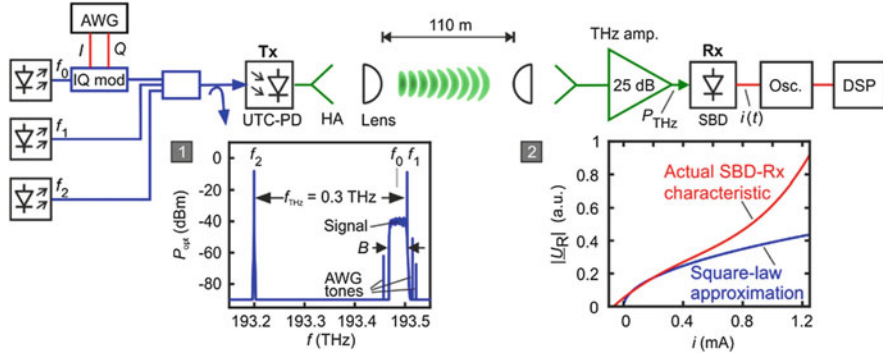 AWG
I Q
f0
IQ mod
f1
f2
Tx
UTC-PD
HA
Lens
110 m
THz amp.
25 dB
PTHz
Rx
SBD
i(t)
Osc.
DSP
1
f2 f0 f1
fTHz = 0.3 THz
Signal
B
AWG
tones
Popt (dBm)
0
-20
-40
-60
-80
193.2 193.3 193.4 193.5
f (THz)
2
Actual SBD-Rx
characteristic
Square-law
approximation
|UR| (a.u.)
1
0.8
0.6
0.4
0.2
0
0 0.4 0.8 1.2
i (mA)